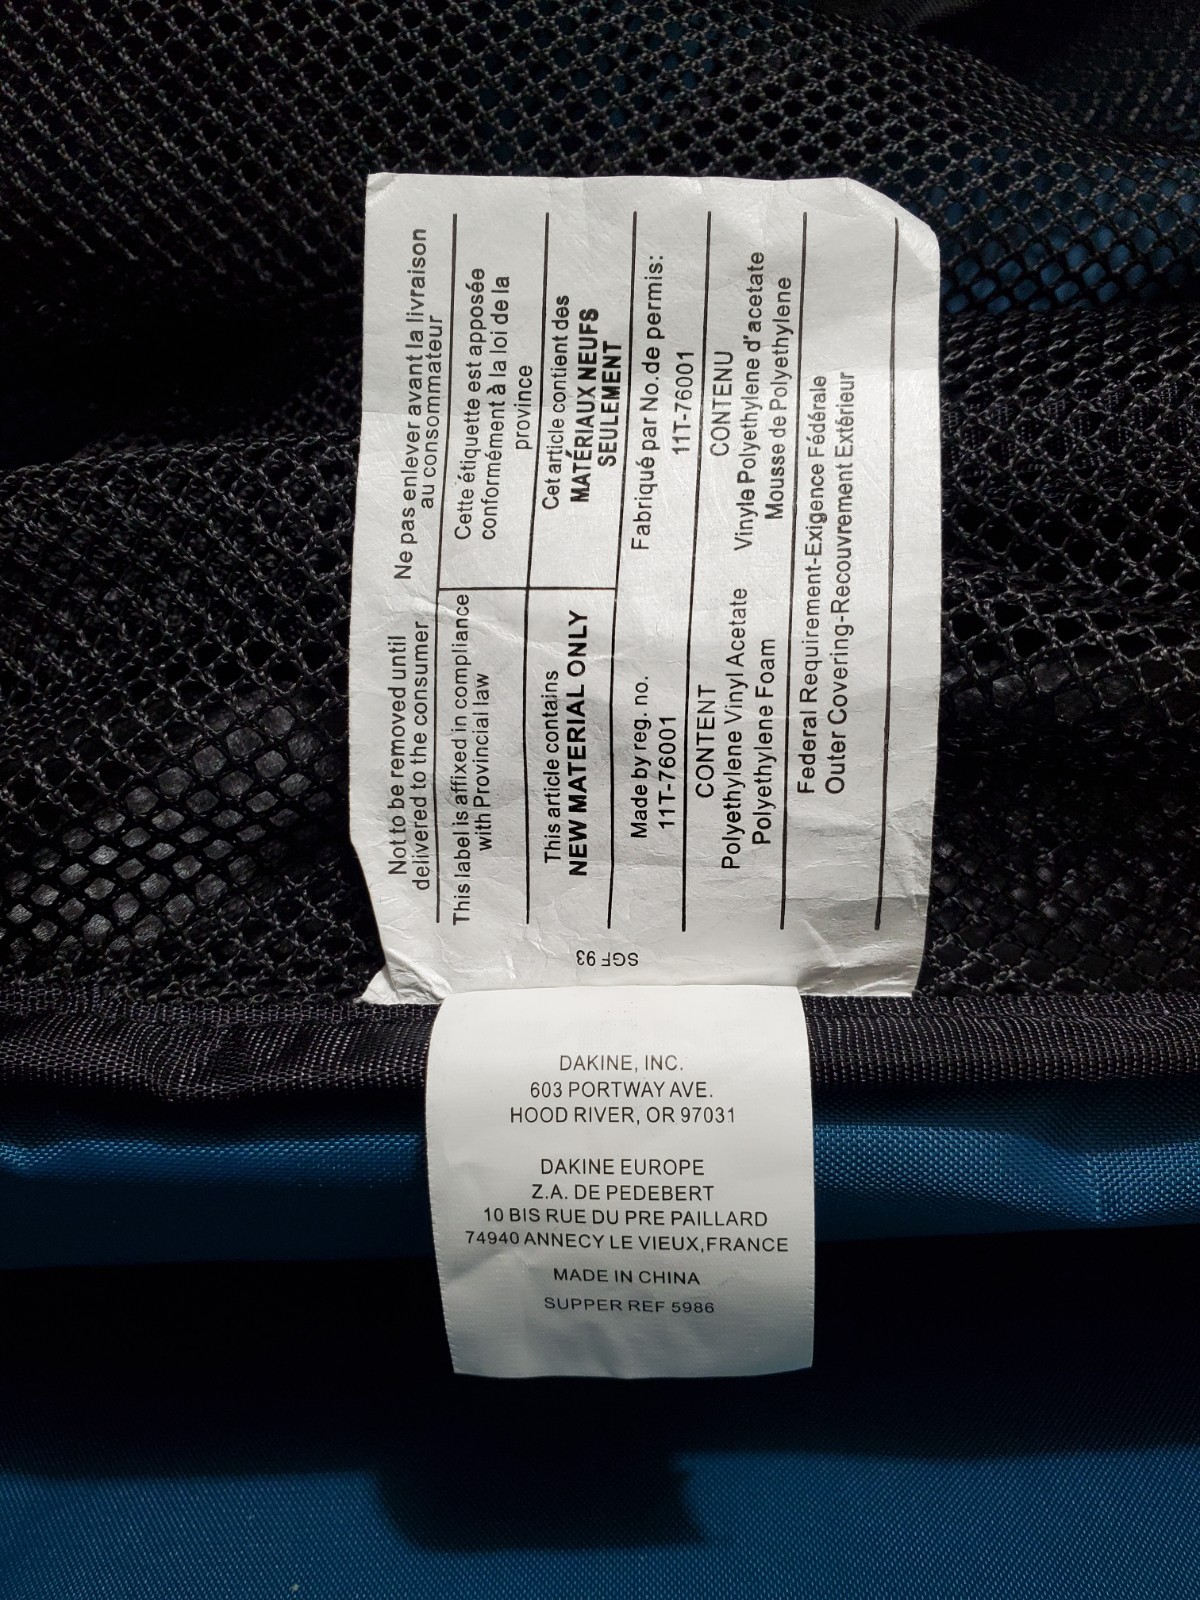 Not to be removed until
delivered to the consumer
Ne pas enlever avant la livraison
au consommateur
This label is affixed in compliance
with Provincial law
Cette étiquette est apposée
conformément à la loi de la
province
This article contains
NEW MATERIAL ONLY
Cet article contient des
MATÉRIAUX NEUFS
SEULEMENT
Made by reg. no.
11T-76001
Fabriqué par No. de permis:
11T-76001
CONTENT
Polyethylene Vinyl Acetate
Polyethylene Foam
CONTENU
Vinyle Polyethylene d'acetate
Mousse de Polyethylene
Federal Requirement-Exigence Fédérale
Outer Covering-Recouvrement Extérieur
SGF 93
DAKINE, INC.
603 PORTWAY AVE.
HOOD RIVER, OR 97031
DAKINE EUROPE
Z.A. DE PEDEBERT
10 BIS RUE DU PRE PAILLARD
74940 ANNECY LE VIEUX,FRANCE
MADE IN CHINA
SUPPER REF 5986